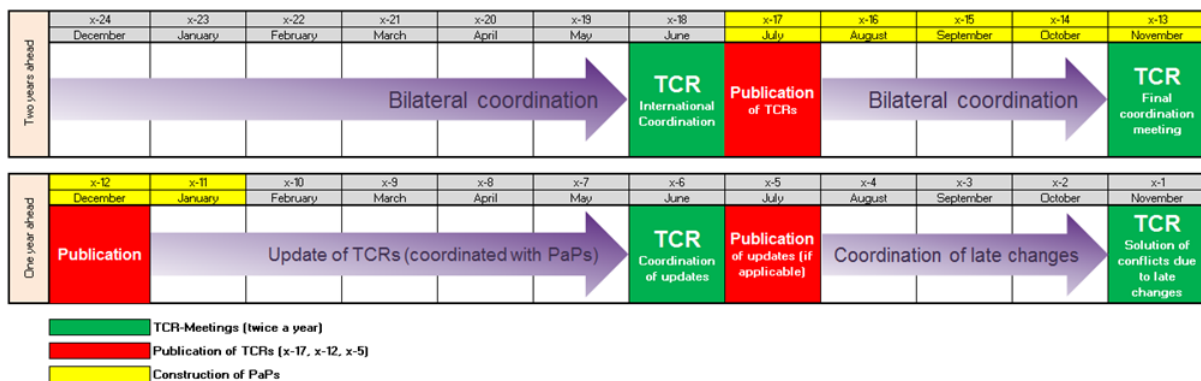 x-24 x-23 x-22 x-21 x-20 x-19 x-18 x-17 x-16 x-15 x-14 x-13
December January February March April May June July August September October November
Two years ahead
Bilateral coordination
TCR
International
Coordination
Publication
of TCRs
Bilateral coordination
TCR
Final
coordination
meeting
x-12 x-11 x-10 x-9 x-8 x-7 x-6 x-5 x-4 x-3 x-2 x-1
December January February March April May June July August September October November
One year ahead
Publication
Update of TCRs (coordinated with PaPs)
TCR
Coordination
of updates
Publication
of updates (if
applicable)
Coordination of late changes
TCR
Solution of
conflicts due
to late
changes
TCR-Meetings (twice a year)
Publication of TCRs (x-17, x-12, x-5)
Construction of PaPs